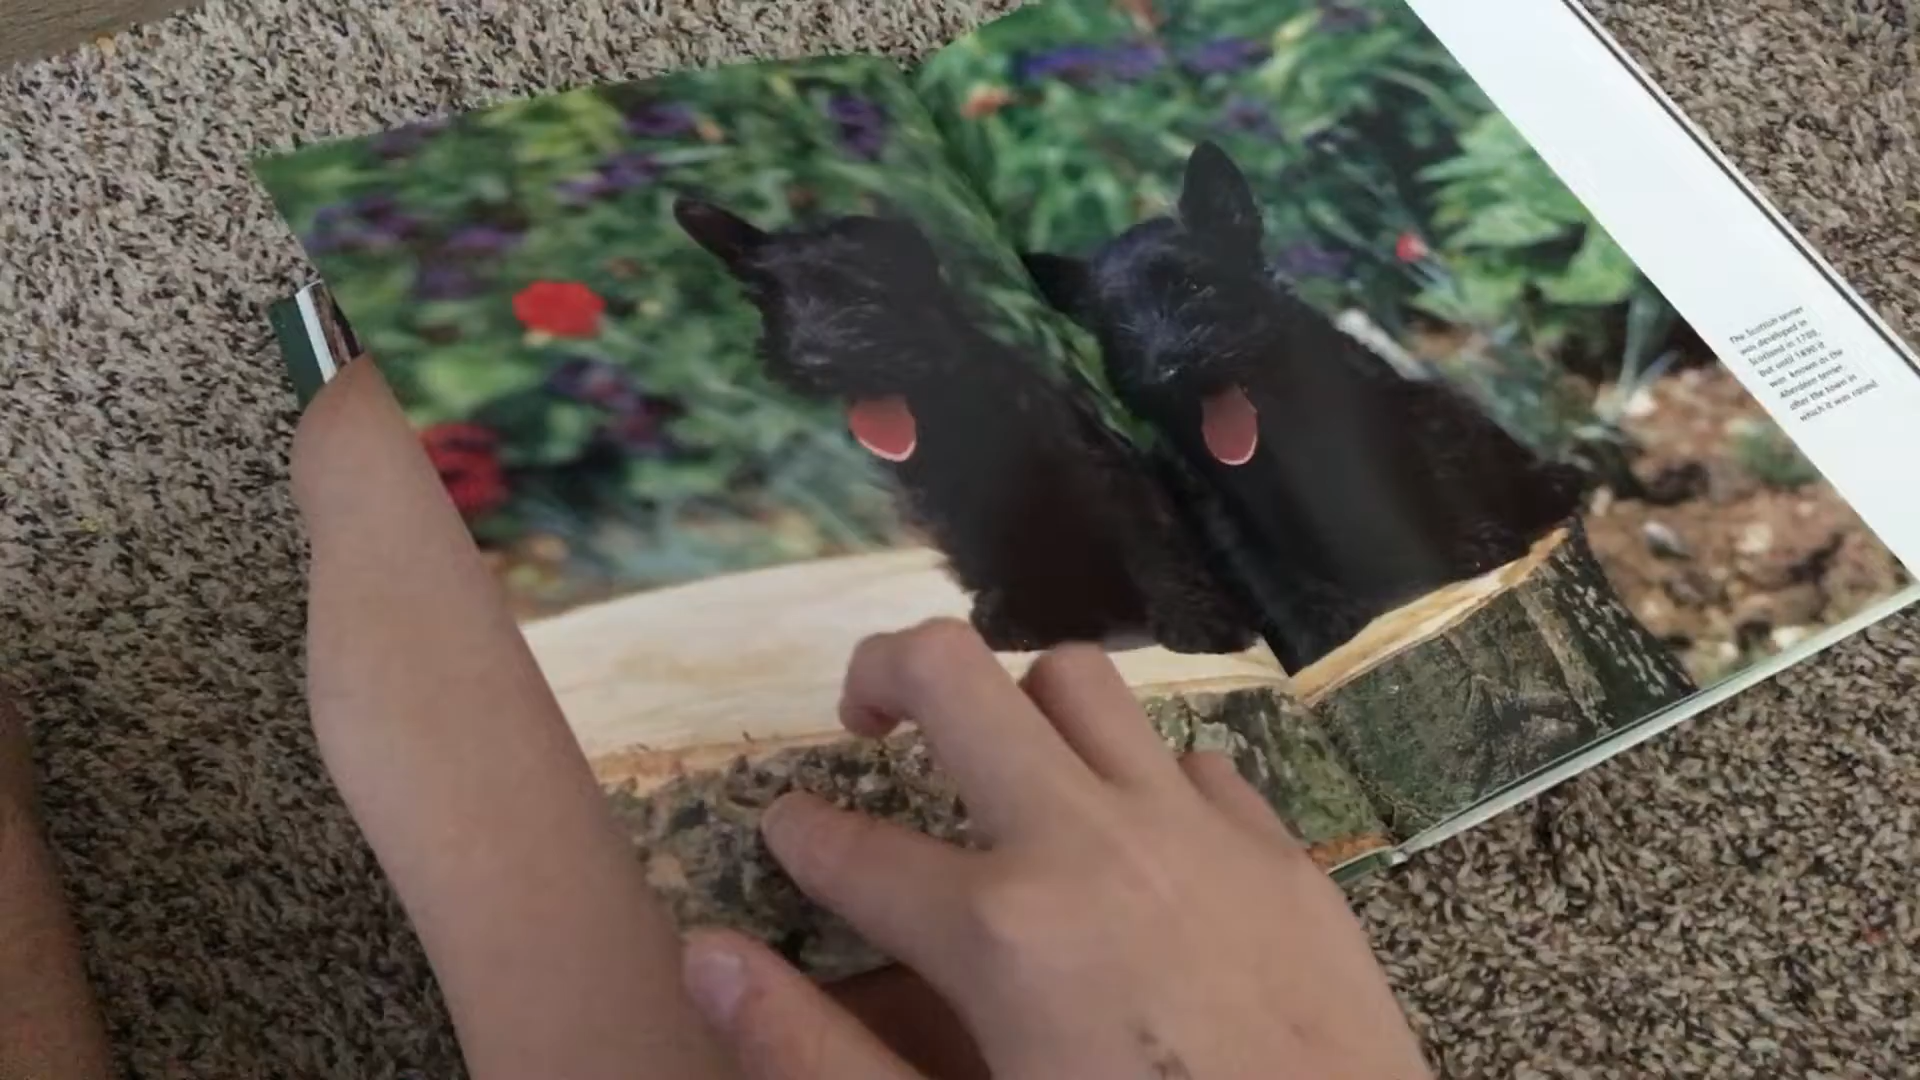 The Scottish terrier
was developed in
Scotland in 1700,
but until 1890 it
was known as the
Aberdeen terrier,
after the town in
which it was raised.